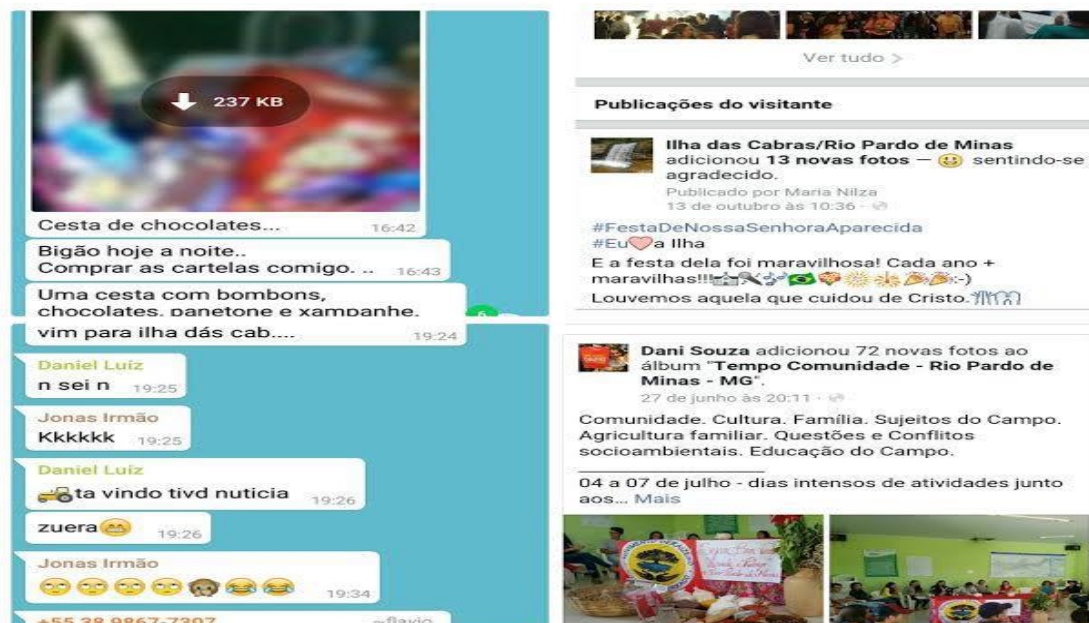 237 KB
Cesta de chocolates...
16:42
Bigão hoje a noite..
Comprar as cartelas comigo. ..
16:43
Uma cesta com bombons,
chocolates, panetone e xampanhe.
6
vim para ilha dás cab....
19:24
Daniel Luíz
n sei n
19:25
Jonas Irmão
Kkkkkk
19:25
Daniel Luíz
🚜ta vindo tivd nuticia
19:26
zuera😁
19:26
Jonas Irmão
🙄🙄🙄🙄🙊😂😂
19:34
+55 38 9867-7307
~flavio
Ver tudo >
Publicações do visitante
Ilha das Cabras/Rio Pardo de Minas
adicionou 13 novas fotos — 😃 sentindo-se
agradecido.
Publicado por Maria Nilza
13 de outubro às 10:36 ·
#FestaDeNossaSenhoraAparecida
#Eu❤a Ilha
E a festa dela foi maravilhosa! Cada ano +
maravilhas!!!:-)
Louvemos aquela que cuidou de Cristo.
Dani Souza adicionou 72 novas fotos ao
álbum "Tempo Comunidade - Rio Pardo de
Minas - MG".
27 de junho às 20:11 ·
Comunidade. Cultura. Família. Sujeitos do Campo.
Agricultura familiar. Questões e Conflitos
socioambientais. Educação do Campo.
04 a 07 de julho - dias intensos de atividades junto
aos... Mais